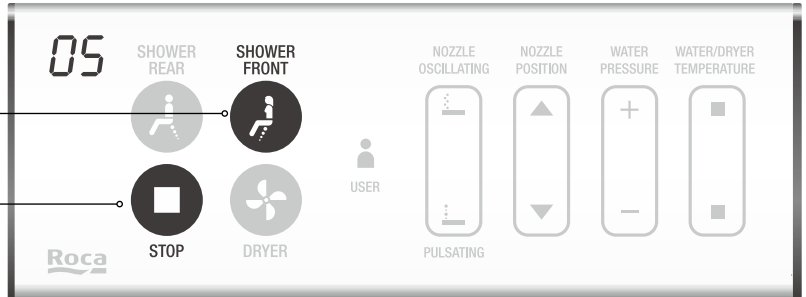 05
SHOWER
REAR
SHOWER
FRONT
NOZZLE
OSCILLATING
NOZZLE
POSITION
WATER
PRESSURE
WATER/DRYER
TEMPERATURE
USER
STOP
DRYER
PULSATING
Roca